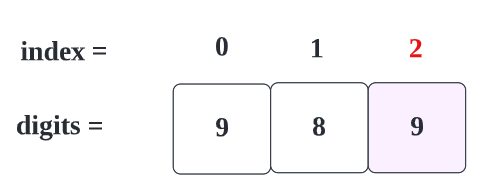 index = 0 1 2
digits = 9 8 9